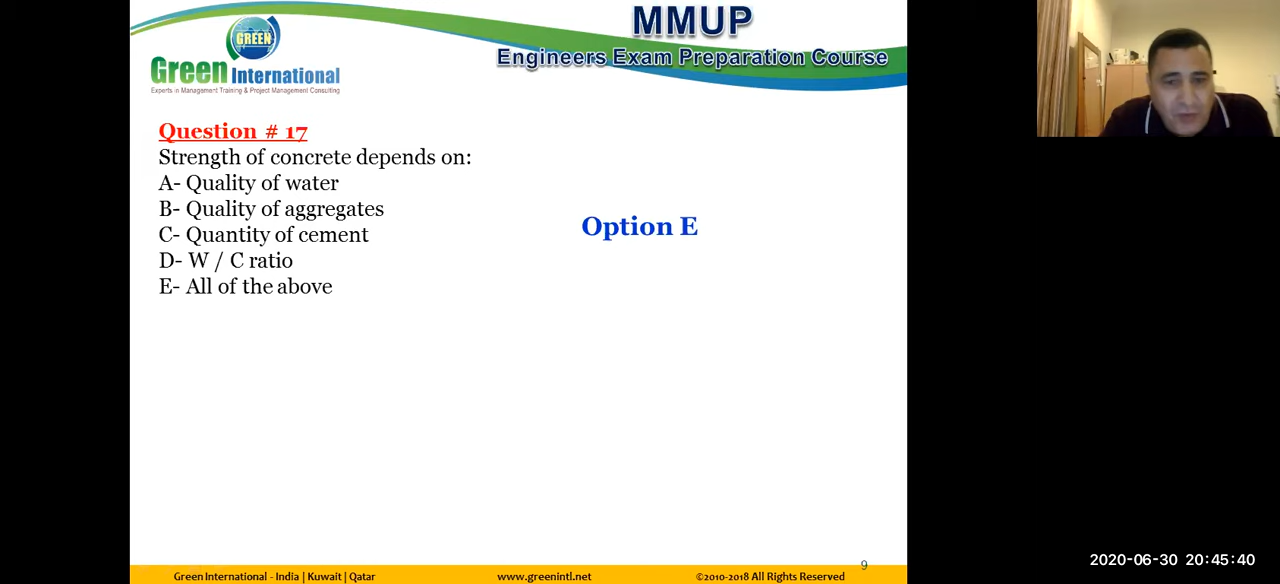 MMUP
Engineers Exam Preparation Course
GREEN
Green International
Experts in Management Training & Project Management Consulting
Question # 17
Strength of concrete depends on:
A- Quality of water
B- Quality of aggregates
C- Quantity of cement
D- W / C ratio
E- All of the above
Option E
9
Green International - India | Kuwait | Qatar
www.greenintl.net
©2010-2018 All Rights Reserved
2020-06-30 20:45:40